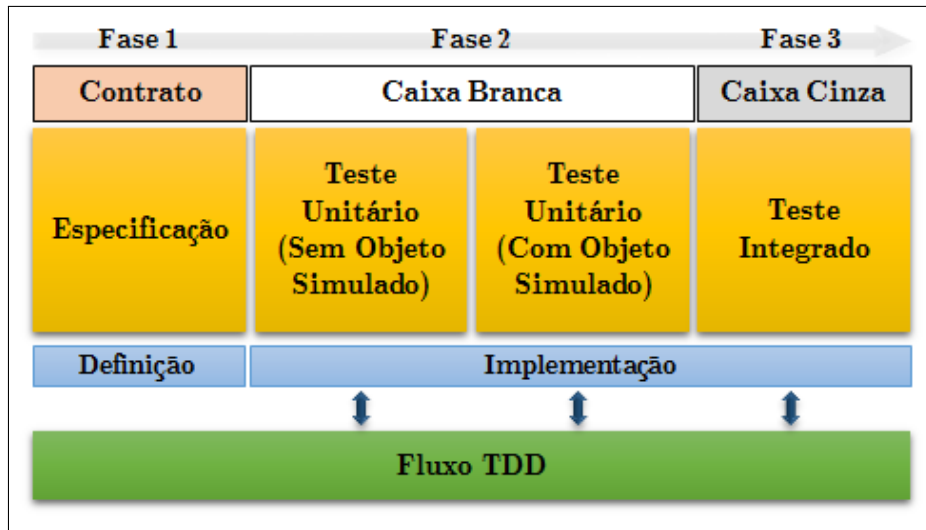 Fase 1
Fase 2
Fase 3
Contrato
Caixa Branca
Caixa Cinza
Especificação
Teste
Unitário
(Sem Objeto
Simulado)
Teste
Unitário
(Com Objeto
Simulado)
Teste
Integrado
Definição
Implementação
Fluxo TDD